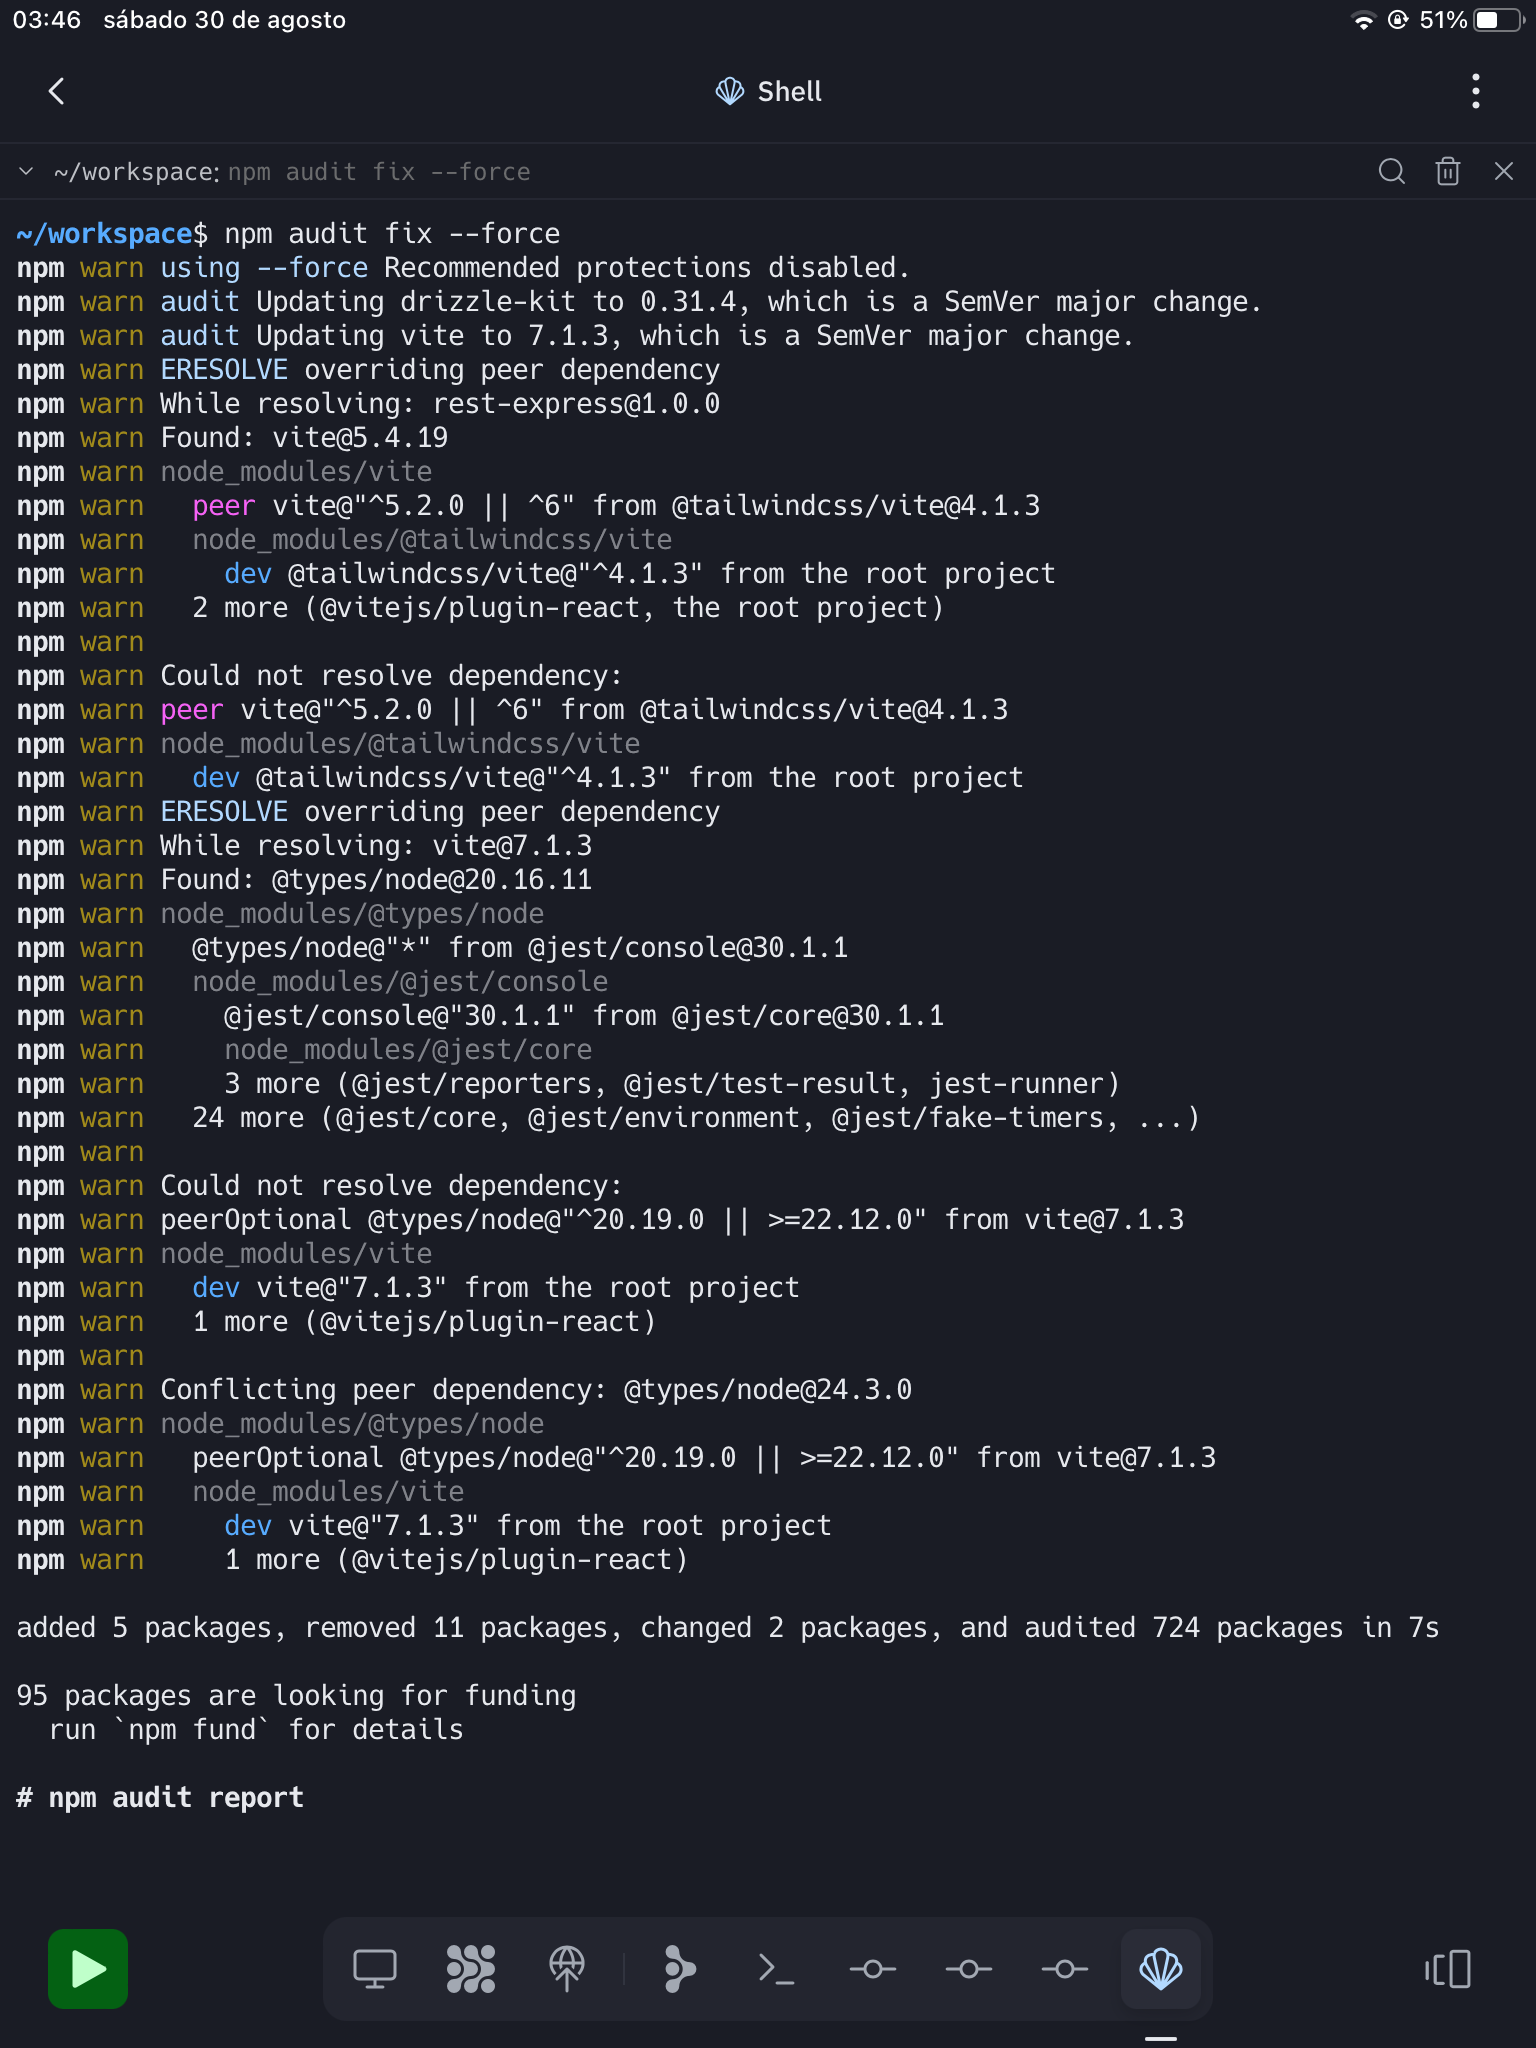 03:46 sábado 30 de agosto 51%
Shell
~/workspace: npm audit fix --force
~/workspace$ npm audit fix --force
npm warn using --force Recommended protections disabled.
npm warn audit Updating drizzle-kit to 0.31.4, which is a SemVer major change.
npm warn audit Updating vite to 7.1.3, which is a SemVer major change.
npm warn ERESOLVE overriding peer dependency
npm warn While resolving: rest-express@1.0.0
npm warn Found: vite@5.4.19
npm warn node_modules/vite
npm warn   peer vite@"^5.2.0 || ^6" from @tailwindcss/vite@4.1.3
npm warn   node_modules/@tailwindcss/vite
npm warn     dev @tailwindcss/vite@"^4.1.3" from the root project
npm warn   2 more (@vitejs/plugin-react, the root project)
npm warn
npm warn Could not resolve dependency:
npm warn peer vite@"^5.2.0 || ^6" from @tailwindcss/vite@4.1.3
npm warn node_modules/@tailwindcss/vite
npm warn   dev @tailwindcss/vite@"^4.1.3" from the root project
npm warn ERESOLVE overriding peer dependency
npm warn While resolving: vite@7.1.3
npm warn Found: @types/node@20.16.11
npm warn node_modules/@types/node
npm warn   @types/node@"*" from @jest/console@30.1.1
npm warn   node_modules/@jest/console
npm warn     @jest/console@"30.1.1" from @jest/core@30.1.1
npm warn     node_modules/@jest/core
npm warn     3 more (@jest/reporters, @jest/test-result, jest-runner)
npm warn   24 more (@jest/core, @jest/environment, @jest/fake-timers, ...)
npm warn
npm warn Could not resolve dependency:
npm warn peerOptional @types/node@"^20.19.0 || >=22.12.0" from vite@7.1.3
npm warn node_modules/vite
npm warn   dev vite@"7.1.3" from the root project
npm warn   1 more (@vitejs/plugin-react)
npm warn
npm warn Conflicting peer dependency: @types/node@24.3.0
npm warn node_modules/@types/node
npm warn   peerOptional @types/node@"^20.19.0 || >=22.12.0" from vite@7.1.3
npm warn   node_modules/vite
npm warn     dev vite@"7.1.3" from the root project
npm warn     1 more (@vitejs/plugin-react)
added 5 packages, removed 11 packages, changed 2 packages, and audited 724 packages in 7s
95 packages are looking for funding
  run `npm fund` for details
# npm audit report